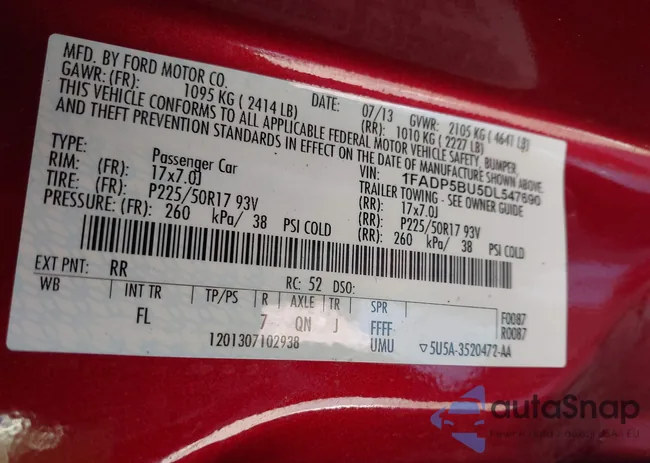 MFD. BY FORD MOTOR CO.
DATE: 07/13 GVWR: 2105 KG ( 4641 LB)
GAWR: (FR): 1095 KG ( 2414 LB) (RR): 1010 KG ( 2227 LB)
THIS VEHICLE CONFORMS TO ALL APPLICABLE FEDERAL MOTOR VEHICLE SAFETY, BUMPER,
AND THEFT PREVENTION STANDARDS IN EFFECT ON THE DATE OF MANUFACTURE SHOWN ABOVE.
VIN: 1FADP5BU5DL547690
TYPE: Passenger Car TRAILER TOWING - SEE OWNER GUIDE
RIM: (FR): 17x7.0J (RR): 17x7.0J
TIRE: (FR): P225/50R17 93V (RR): P225/50R17 93V
PRESSURE: (FR): 260 kPa/ 38 PSI COLD (RR): 260 kPa/ 38 PSI COLD
EXT PNT: RR RC: 52 DSO:
WB INT TR TP/PS R AXLE TR SPR
FL 7 QN J FFFF
F0087
R0087
1201307102938 UMU ▽5U5A-3520472-AA
autoSnap